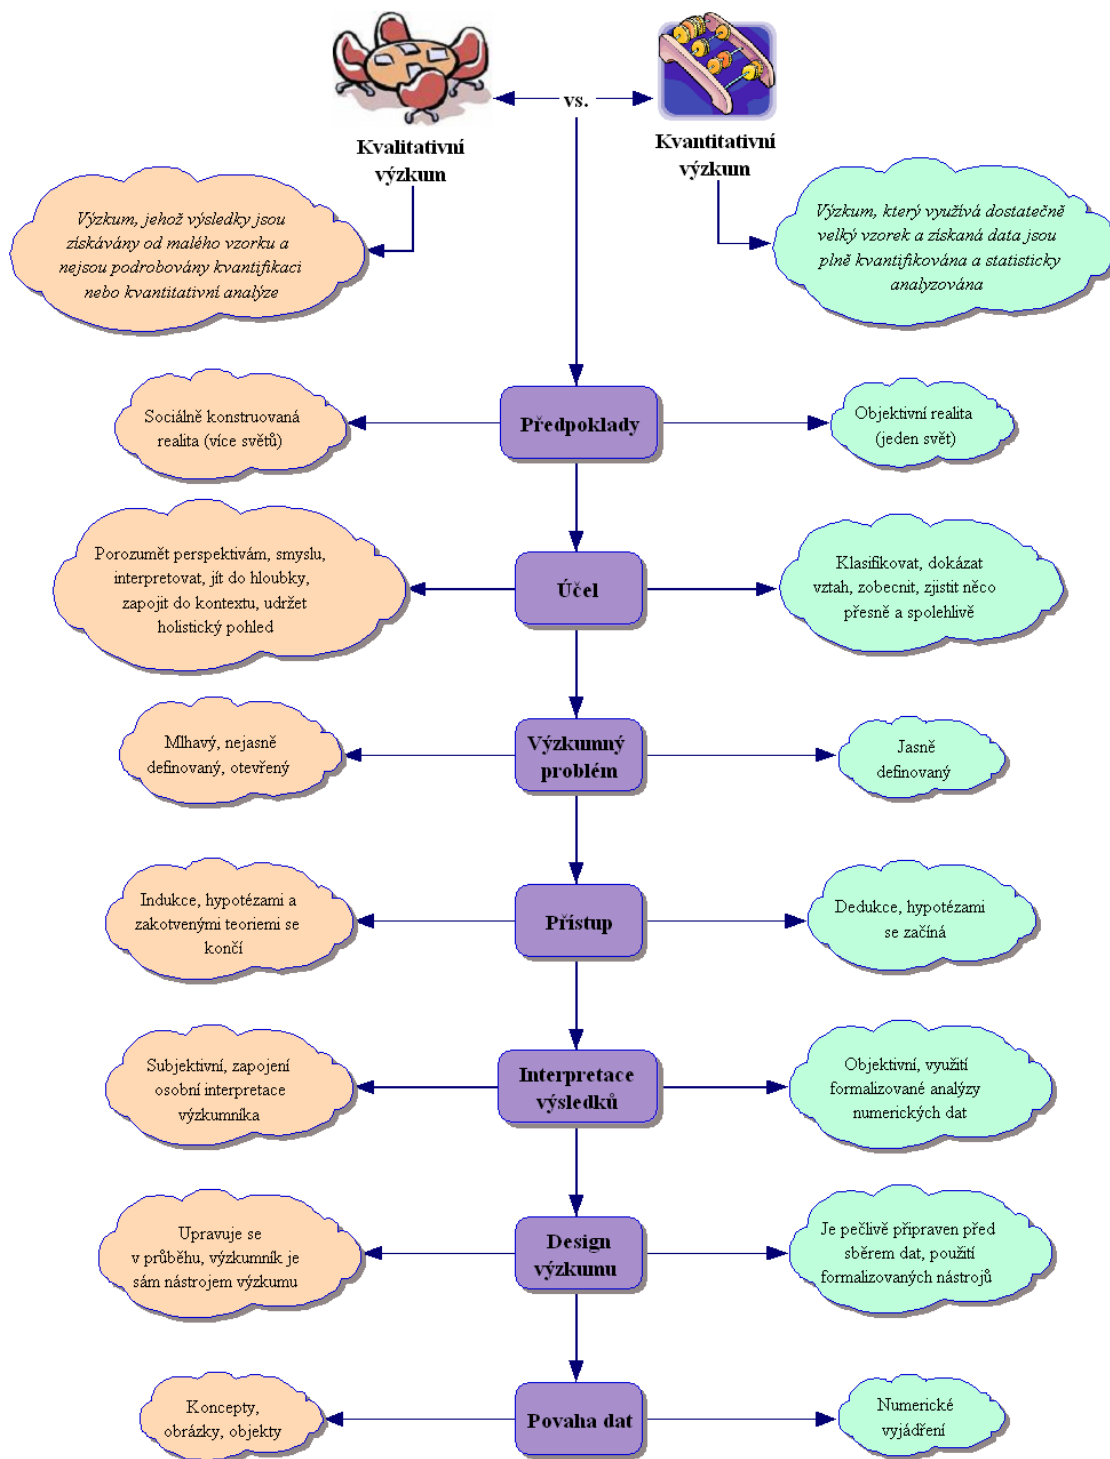 vs.
Kvalitativní
výzkum
Kvantitativní
výzkum
Výzkum, jehož výsledky jsou
získávány od malého vzorku a
nejsou podrobovány kvantifikaci
nebo kvantitativní analýze
Výzkum, který využívá dostatečně
velký vzorek a získaná data jsou
plně kvantifikována a statisticky
analyzována
Sociálně konstruovaná
realita (více světů)
Předpoklady
Objektivní realita
(jeden svět)
Porozumět perspektivám, smyslu,
interpretovat, jít do hloubky,
zapojit do kontextu, udržet
holistický pohled
Účel
Klasifikovat, dokázat
vztah, zobecnit, zjistit něco
přesně a spolehlivě
Mlhavý, nejasně
definovaný, otevřený
Výzkumný
problém
Jasně
definovaný
Indukce, hypotézami a
zakotvenými teoriemi se
končí
Přístup
Dedukce, hypotézami
se začíná
Subjektivní, zapojení
osobní interpretace
výzkumníka
Interpretace
výsledků
Objektivní, využití
formalizované analýzy
numerických dat
Upravuje se
v průběhu, výzkumník je
sám nástrojem výzkumu
Design
výzkumu
Je pečlivě připraven před
sběrem dat, použití
formalizovaných nástrojů
Koncepty,
obrázky, objekty
Povaha dat
Numerické
vyjádření